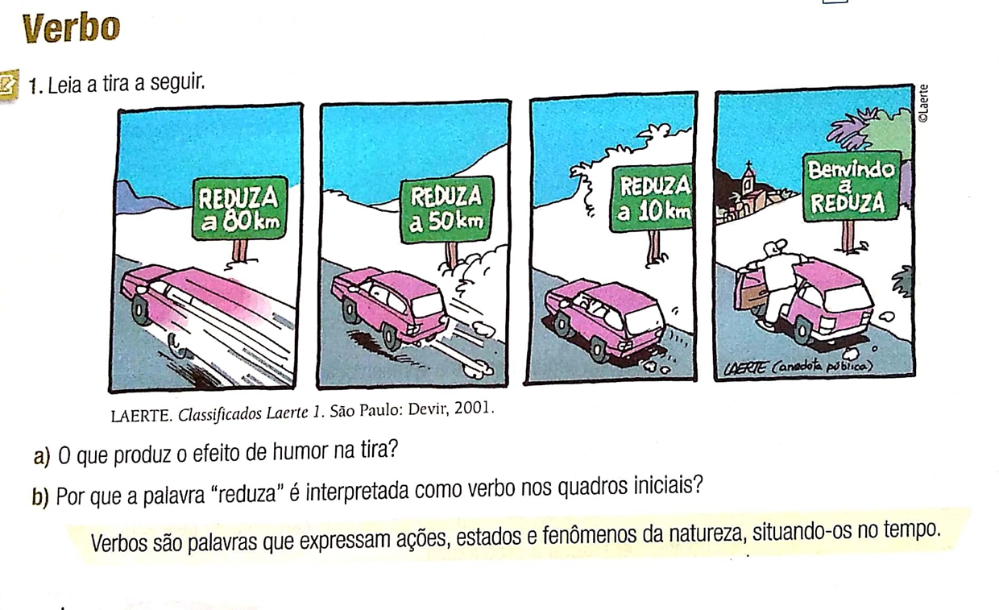 Verbo
1. Leia a tira a seguir.
©Laerte
REDUZA
a 80km
REDUZA
a 50km
REDUZA
a 10km
Benvindo
a
REDUZA
LAERTE (anedota pública)
LAERTE. Classificados Laerte 1. São Paulo: Devir, 2001.
a) O que produz o efeito de humor na tira?
b) Por que a palavra “reduza” é interpretada como verbo nos quadros iniciais?
Verbos são palavras que expressam ações, estados e fenômenos da natureza, situando-os no tempo.